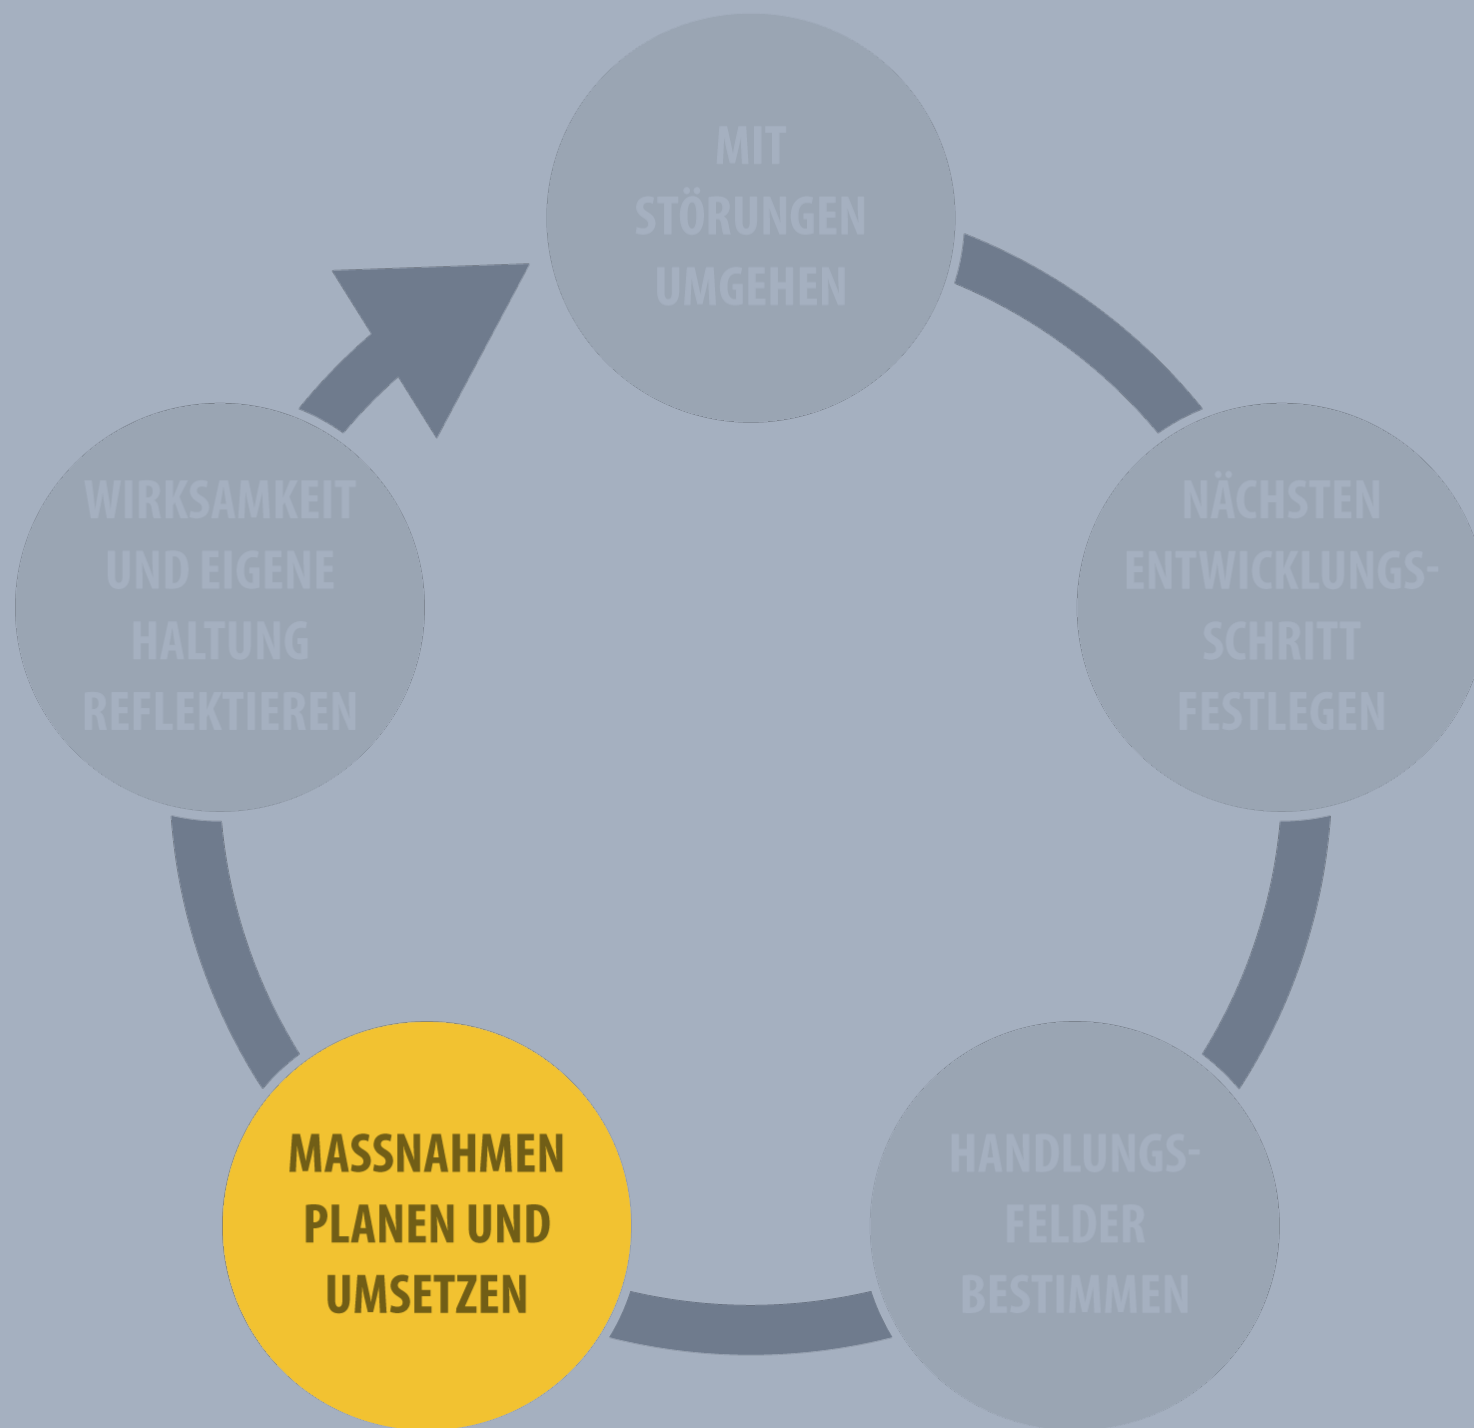 MIT
STÖRUNGEN
UMGEHEN
NÄCHSTEN
ENTWICKLUNGS-
SCHRITT
FESTLEGEN
HANDLUNGS-
FELDER
BESTIMMEN
MASSNAHMEN
PLANEN UND
UMSETZEN
WIRKSAMKEIT
UND EIGENE
HALTUNG
REFLEKTIEREN